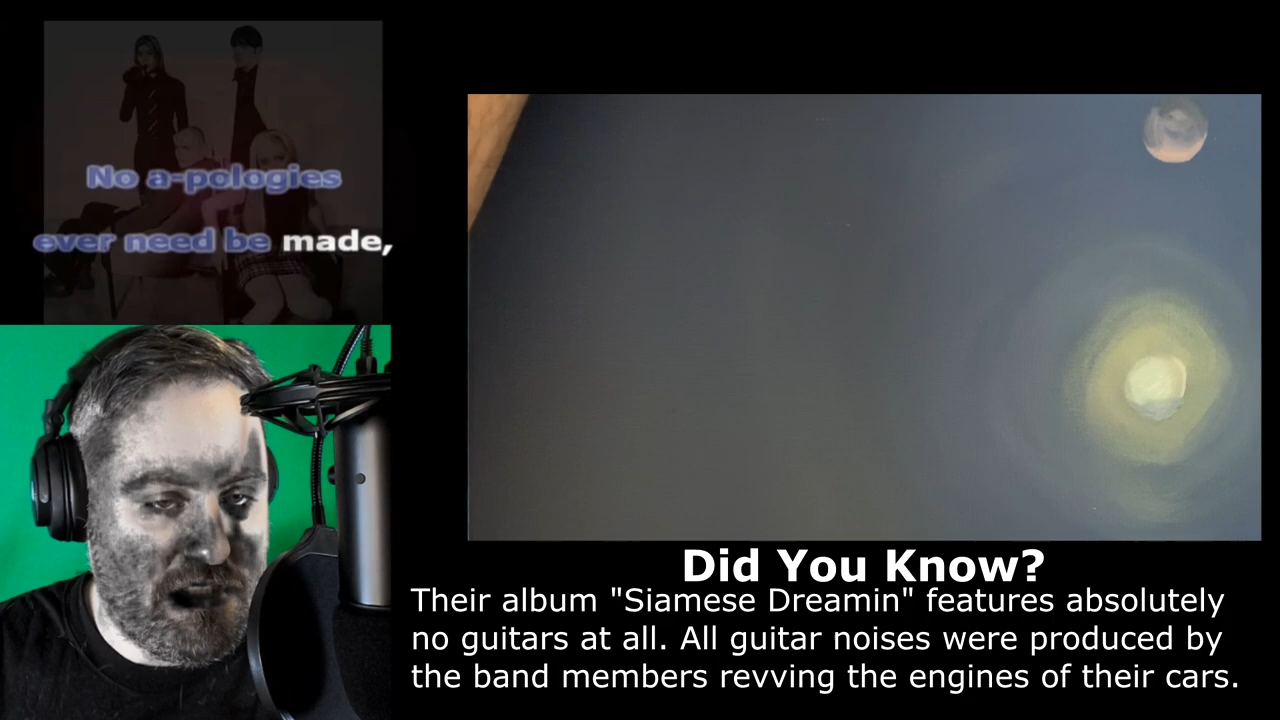 No a-pologies
ever need be made,
Did You Know?
Their album "Siamese Dreamin" features absolutely
no guitars at all. All guitar noises were produced by
the band members revving the engines of their cars.